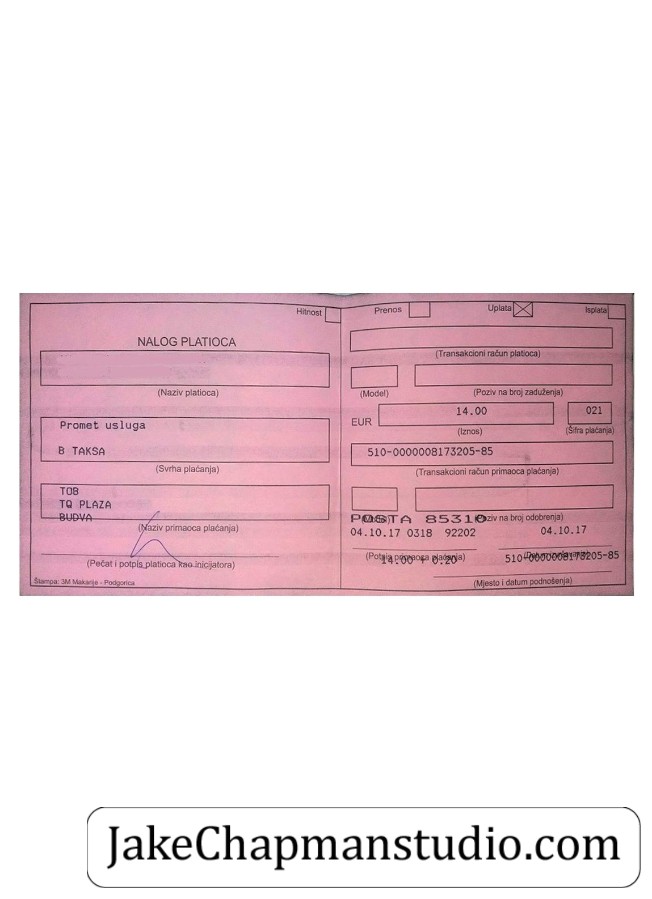 Hitnost
NALOG PLATIOCA
(Naziv platioca)
Promet usluga
B TAKSA
(Svrha plaćanja)
TOB
TQ PLAZA
BUDVA
(Naziv primaoca plaćanja)
(Pečat i potpis platioca kao inicijatora)
Štampa: 3M Makarije - Podgorica
Prenos Uplata Isplata
(Transakcioni račun platioca)
(Model) (Poziv na broj zaduženja)
EUR 14.00 021
(Iznos) (Šifra plaćanja)
510-0000008173205-85
(Transakcioni račun primaoca plaćanja)
POSTA 85310 (Poziv na broj odobrenja)
04.10.17 0318 92202 04.10.17
(Potpis primaoca plaćanja)
14.00 + 0.20 510-0000008173205-85
(Mjesto i datum podnošenja)
JakeChapmanstudio.com